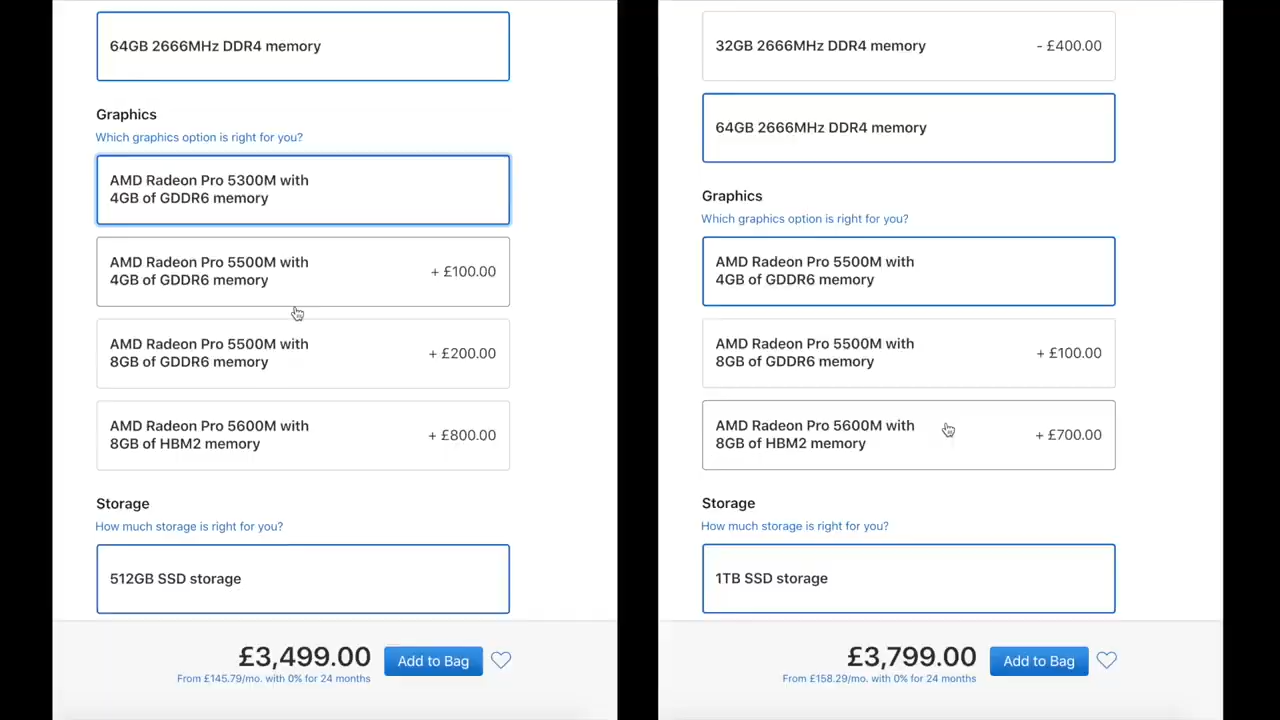 64GB 2666MHz DDR4 memory
Graphics
Which graphics option is right for you?
AMD Radeon Pro 5300M with
4GB of GDDR6 memory
AMD Radeon Pro 5500M with
4GB of GDDR6 memory
+ £100.00
AMD Radeon Pro 5500M with
8GB of GDDR6 memory
+ £200.00
AMD Radeon Pro 5600M with
8GB of HBM2 memory
+ £800.00
Storage
How much storage is right for you?
512GB SSD storage
£3,499.00
From £145.79/mo. with 0% for 24 months
Add to Bag
32GB 2666MHz DDR4 memory
- £400.00
64GB 2666MHz DDR4 memory
Graphics
Which graphics option is right for you?
AMD Radeon Pro 5500M with
4GB of GDDR6 memory
AMD Radeon Pro 5500M with
8GB of GDDR6 memory
+ £100.00
AMD Radeon Pro 5600M with
8GB of HBM2 memory
+ £700.00
Storage
How much storage is right for you?
1TB SSD storage
£3,799.00
From £158.29/mo. with 0% for 24 months
Add to Bag